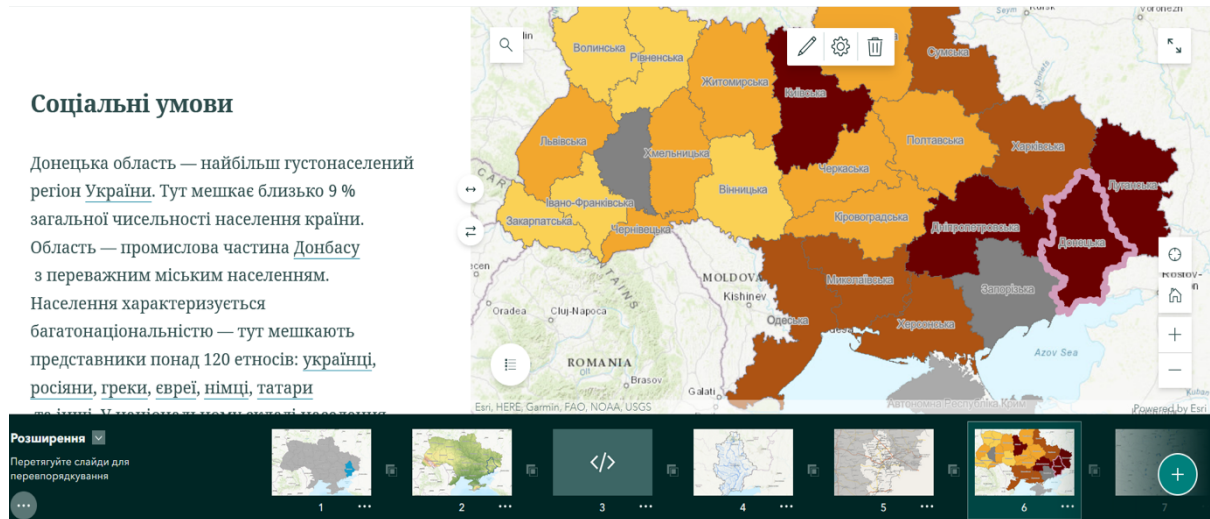 Соціальні умови
Донецька область — найбільш густонаселений
регіон України. Тут мешкає близько 9 %
загальної чисельності населення країни.
Область — промислова частина Донбасу
з переважним міським населенням.
Населення характеризується
багатонаціональністю — тут мешкають
представники понад 120 етносів: українці,
росіяни, греки, євреї, німці, татари
Волинська
Рівненська
Житомирська
Київська
Сумська
Львівська
Хмельницька
Полтавська
Харківська
Черкаська
Луганська
Вінницька
Івано-Франківська
Закарпатська
Чернівецька
Кіровоградська
Дніпропетровська
Донецька
Миколаївська
Запорізька
Одеська
Херсонська
Автономна Республіка Крим
MOLDOVA
Kishinev
Oradea
Cluj-Napoca
ROMANIA
Brasov
Galati
Azov Sea
Rostov-
on
Voronezh
Esri, HERE, Garmin, FAO, NOAA, USGS
Powered by Esri
Розширення
Перетягуйте слайди для
перевпорядкування
</>
1 ... 2 ... 3 ... 4 ... 5 ... 6 ... 7